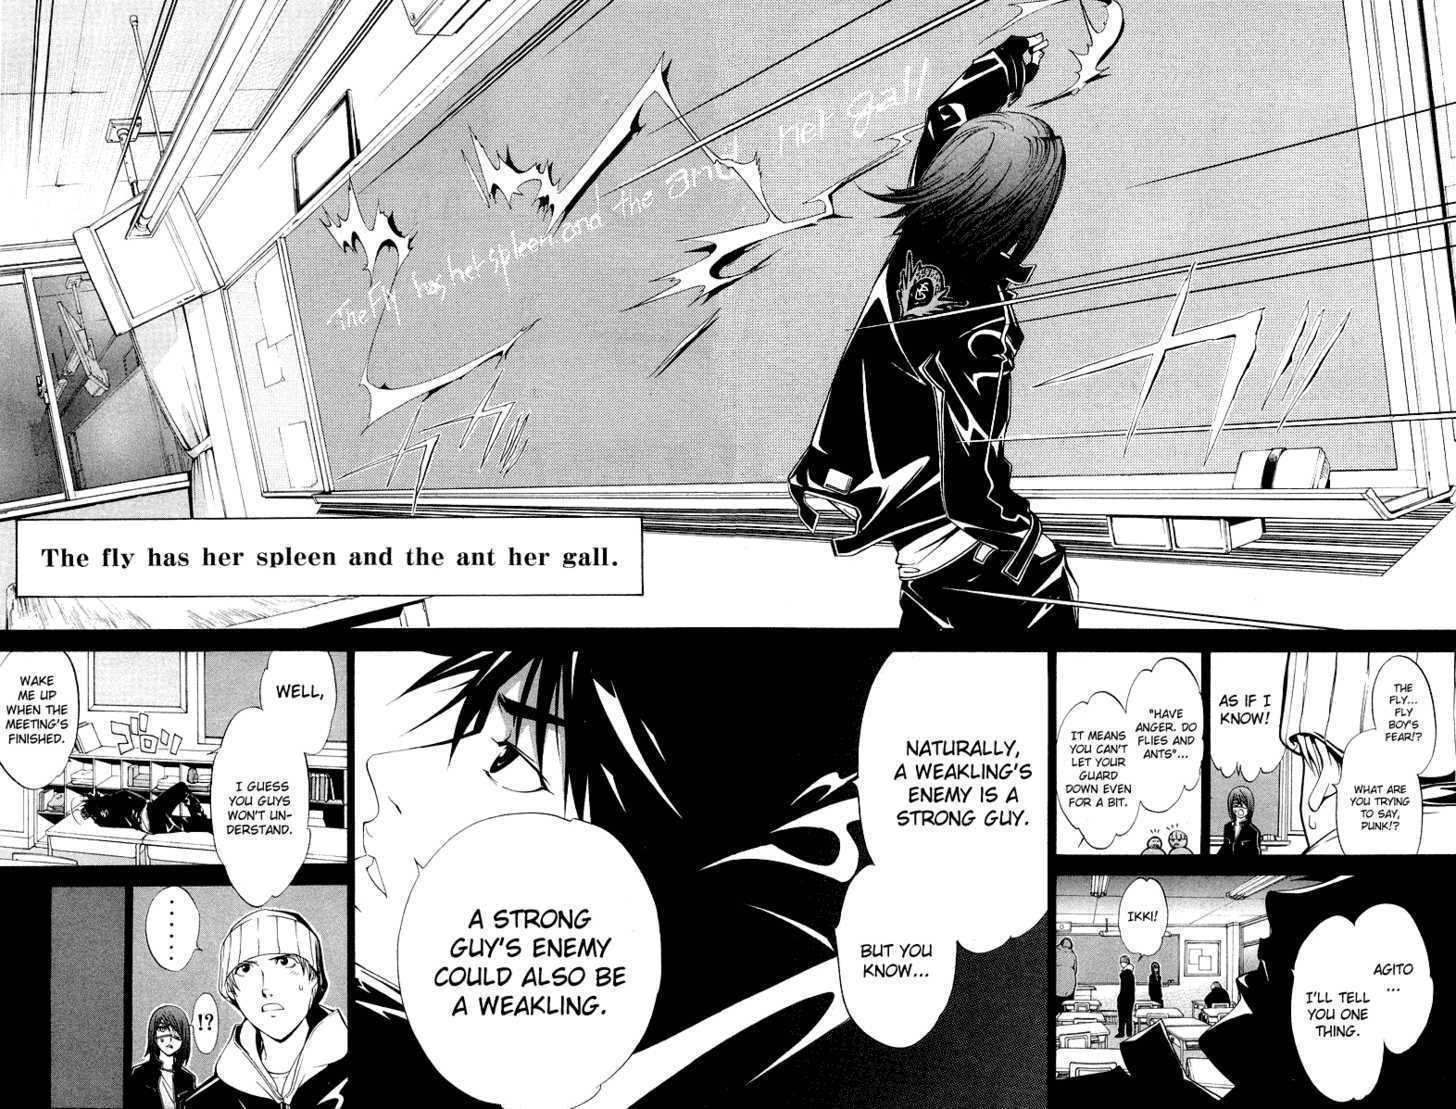 The Fly has her spleen and the and her gall
The fly has her spleen and the ant her gall.
THE
FLY...
FLY
BOY'S
FEAR!?
WHAT ARE
YOU TRYING
TO SAY,
PUNK!?
AS IF I
KNOW!
"HAVE
ANGER. DO
FLIES AND
ANTS"...
IT MEANS
YOU CAN'T
LET YOUR
GUARD
DOWN EVEN
FOR A BIT.
IKKI!
AGITO
...
I'LL TELL
YOU ONE
THING.
NATURALLY,
A WEAKLING'S
ENEMY IS A
STRONG GUY.
BUT YOU
KNOW...
A STRONG
GUY'S ENEMY
COULD ALSO BE
A WEAKLING.
WELL,
I GUESS
YOU GUYS
WON'T UN-
DERSTAND.
WAKE
ME UP
WHEN THE
MEETING'S
FINISHED.
ゴロン
......
!?